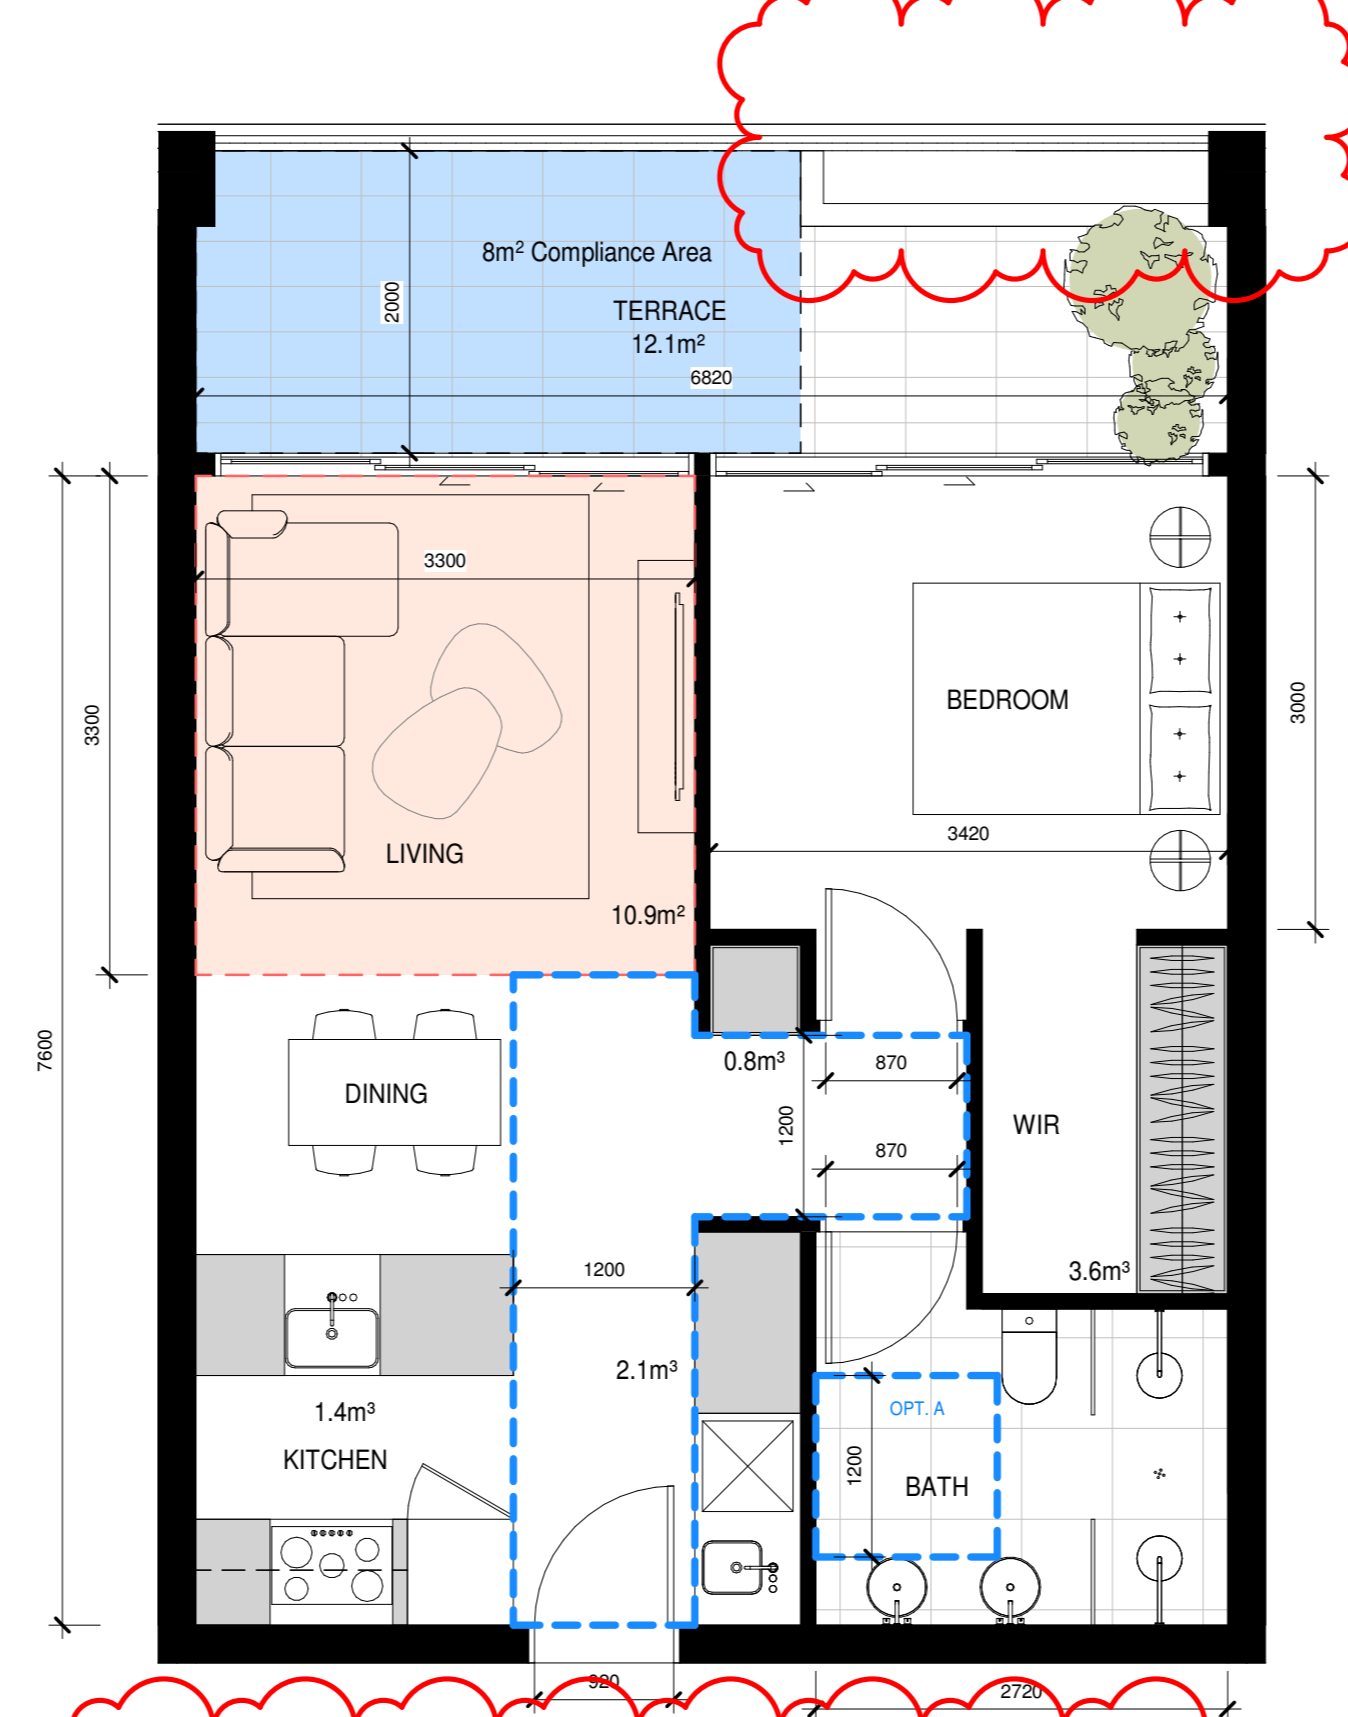 8m² Compliance Area
2000
TERRACE
12.1m²
6820
3300
3300
BEDROOM
3000
3420
LIVING
10.9m²
7600
0.8m³
870
DINING
1200
WIR
870
1200
3.6m³
2.1m³
1.4m³
OPT. A
KITCHEN
1200
BATH
920
2720